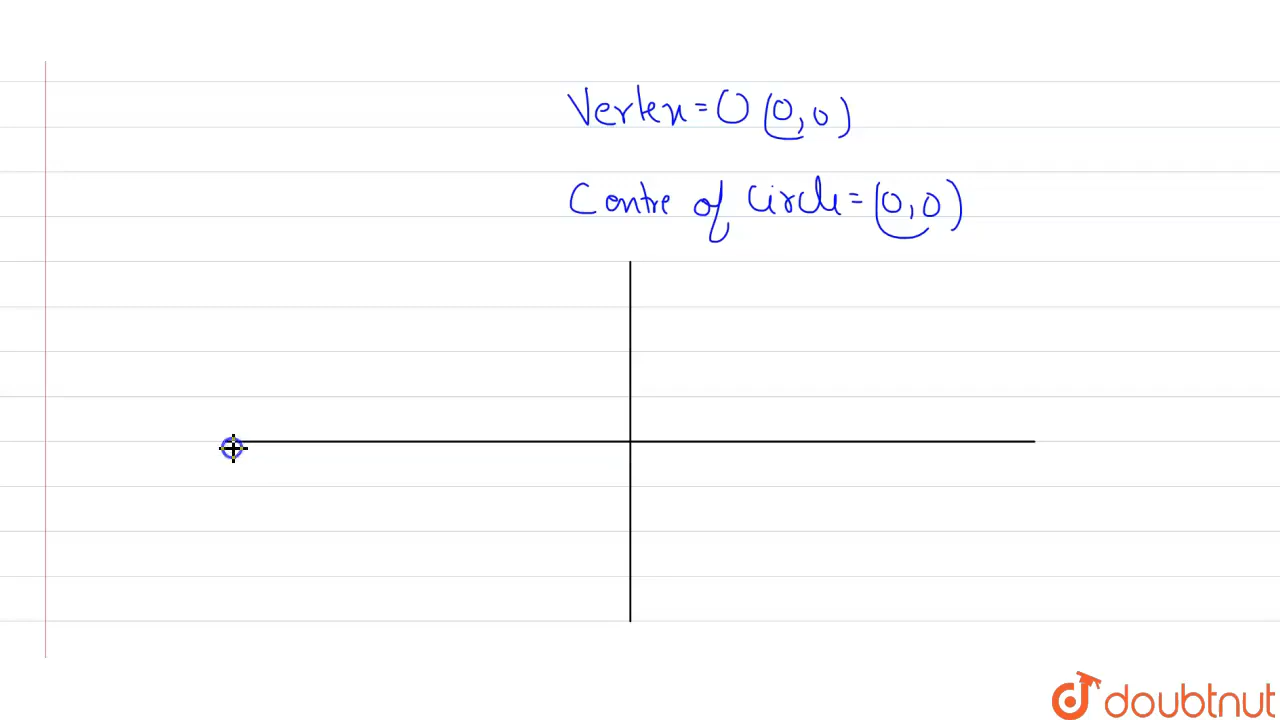 Vertex = O (0,0)
Centre of circle = (0,0)
doubtnut